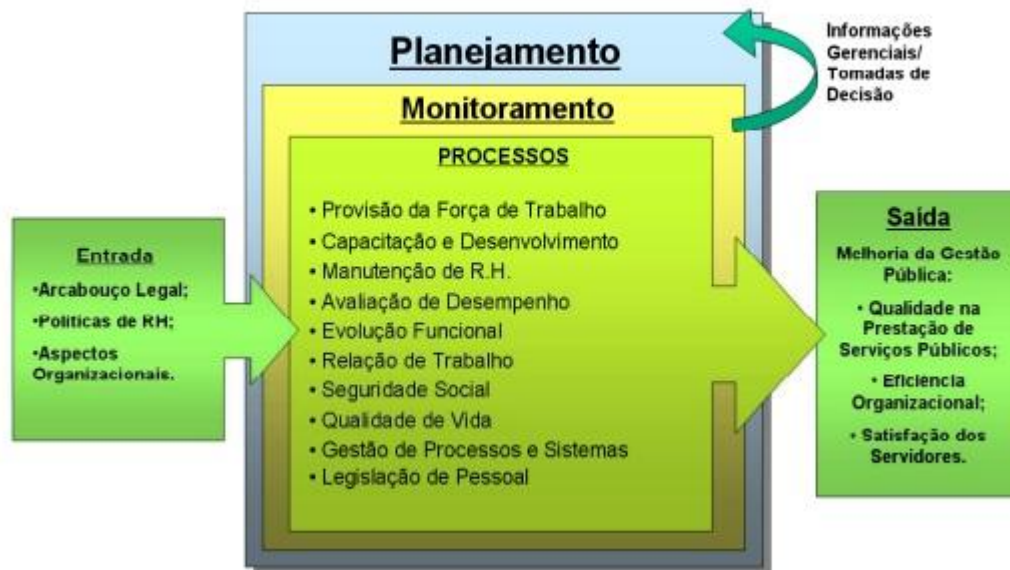 Planejamento
Informações
Gerenciais/
Tomadas de
Decisão
Monitoramento
PROCESSOS
• Provisão da Força de Trabalho
• Capacitação e Desenvolvimento
• Manutenção de R.H.
• Avaliação de Desempenho
• Evolução Funcional
• Relação de Trabalho
• Seguridade Social
• Qualidade de Vida
• Gestão de Processos e Sistemas
• Legislação de Pessoal
Entrada
•Arcabouço Legal;
•Políticas de RH;
•Aspectos
Organizacionais.
Saída
Melhoria da Gestão
Pública:
• Qualidade na
Prestação de
Serviços Públicos;
• Eficiência
Organizacional;
• Satisfação dos
Servidores.